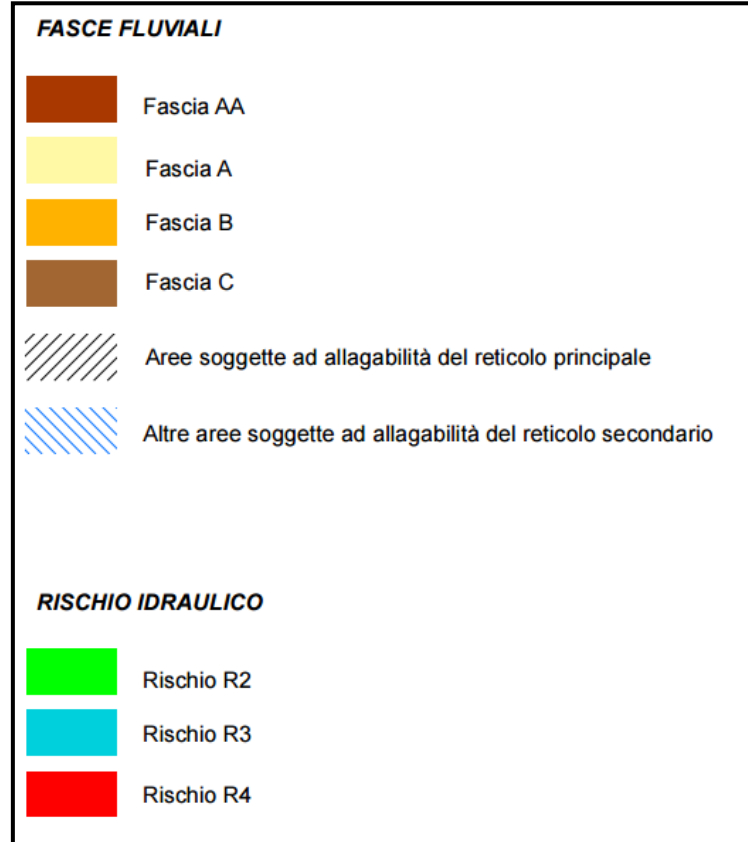 FASCE FLUVIALI
Fascia AA
Fascia A
Fascia B
Fascia C
Aree soggette ad allagabilità del reticolo principale
Altre aree soggette ad allagabilità del reticolo secondario
RISCHIO IDRAULICO
Rischio R2
Rischio R3
Rischio R4